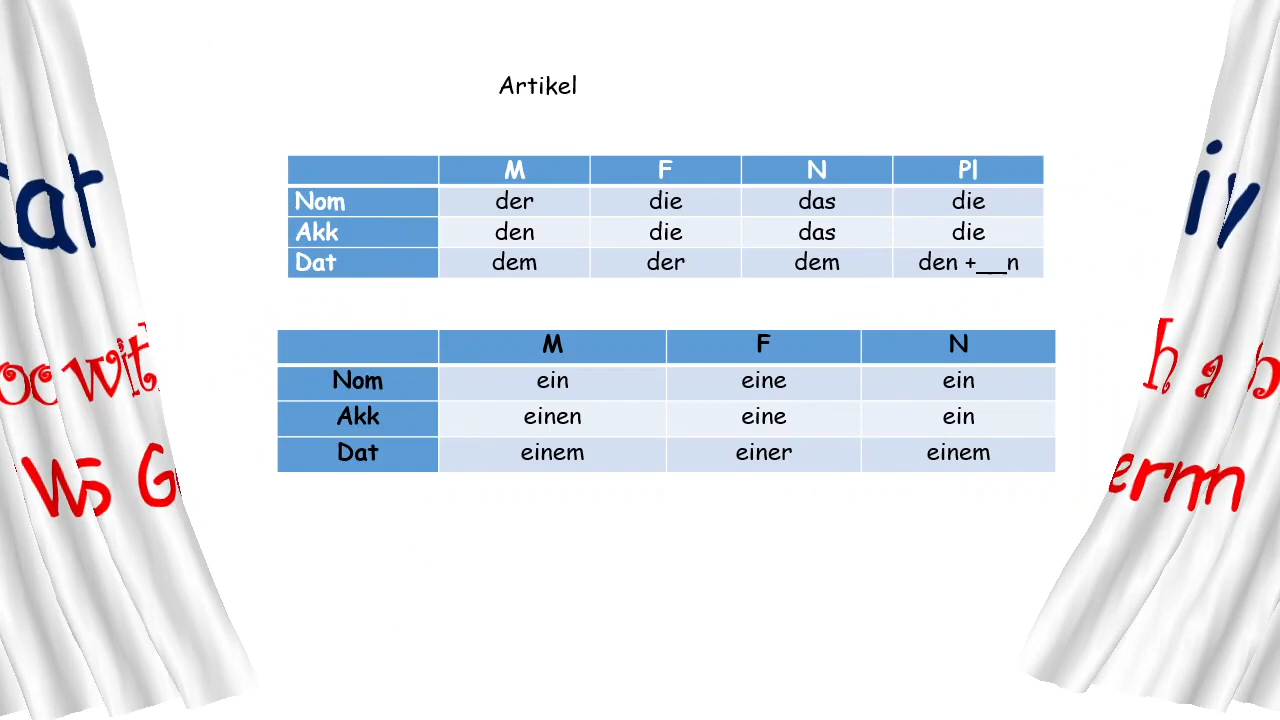 Artikel
M F N Pl
Nom der die das die
Akk den die das die
Dat dem der dem den +__n
M F N
Nom ein eine ein
Akk einen eine ein
Dat einem einer einem